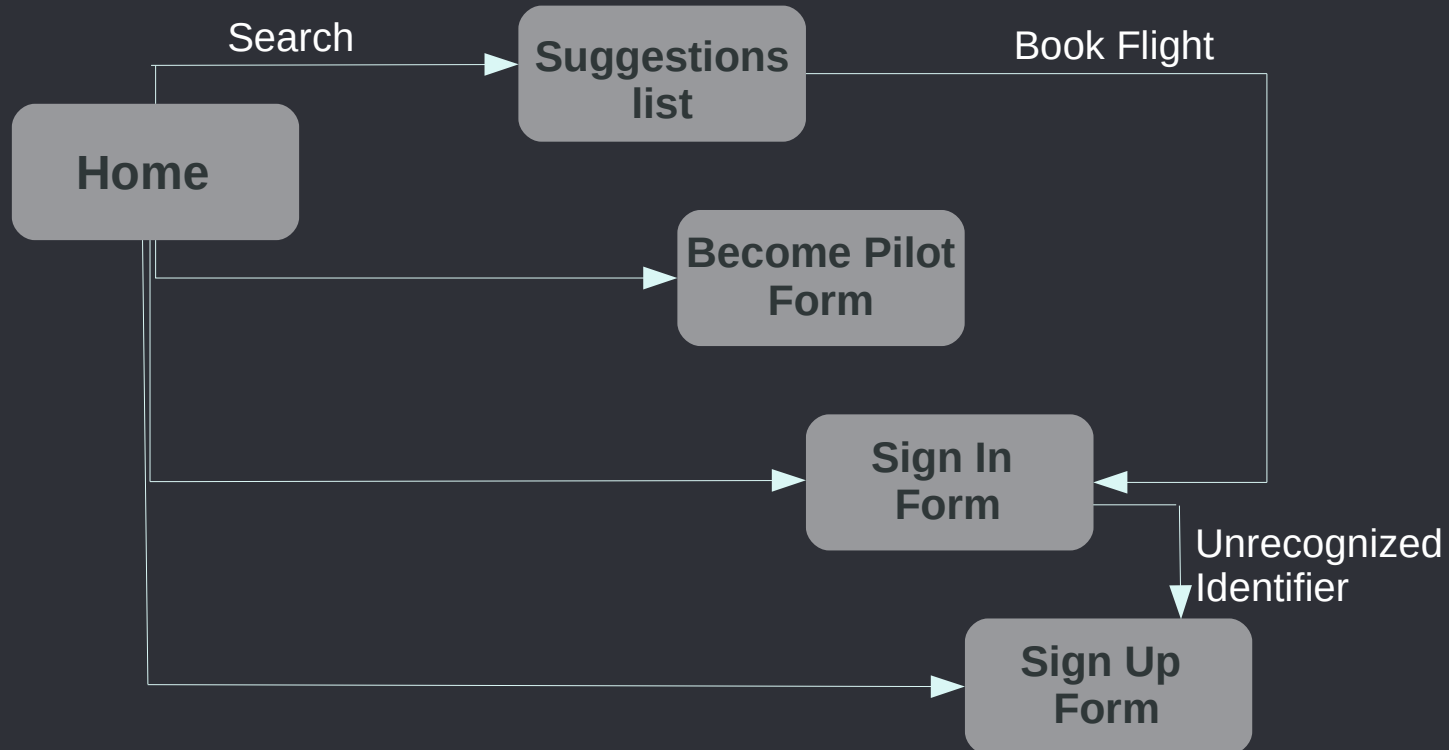 Search
Suggestions
list
Book Flight
Home
Become Pilot
Form
Sign In
Form
Unrecognized
Identifier
Sign Up
Form